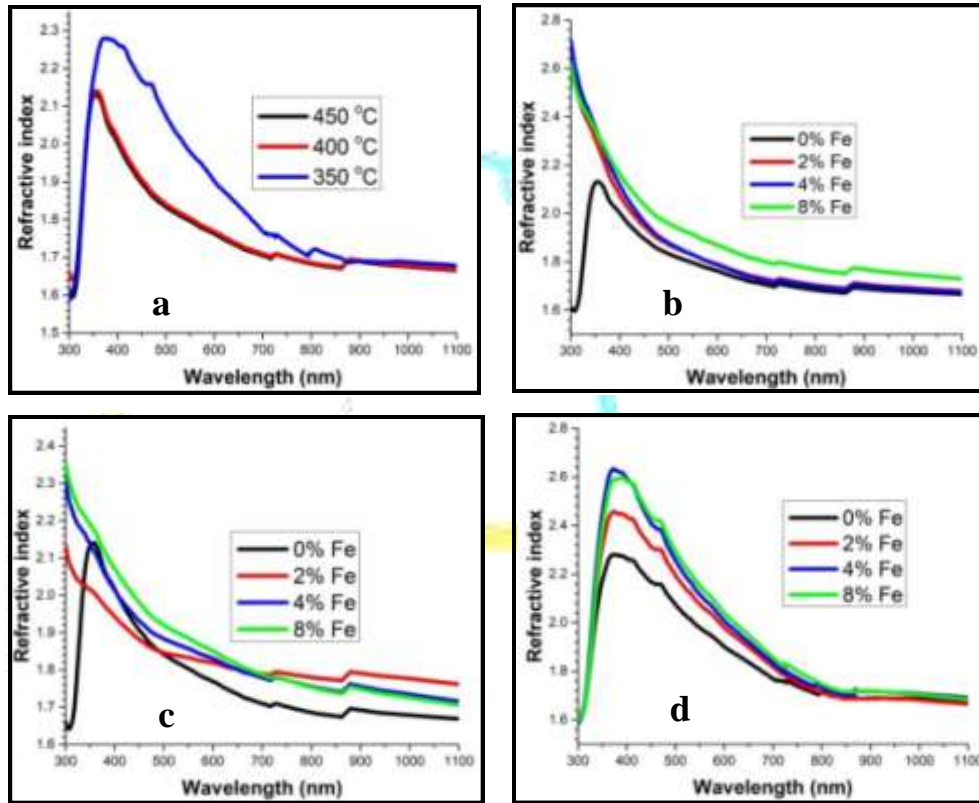 2.3
2.2
2.1
2.0
1.9
1.8
1.7
1.6
1.5
Refractive index
450 °C
400 °C
350 °C
a
300 400 500 600 700 800 900 1000 1100
Wavelength (nm)
2.8
2.6
2.4
2.2
2.0
1.8
1.6
Refractive index
0% Fe
2% Fe
4% Fe
8% Fe
b
300 400 500 600 700 800 900 1000 1100
Wavelength (nm)
2.4
2.3
2.2
2.1
2.0
1.9
1.8
1.7
1.6
Refractive index
0% Fe
2% Fe
4% Fe
8% Fe
c
300 400 500 600 700 800 900 1000 1100
Wavelength (nm)
2.8
2.6
2.4
2.2
2.0
1.8
1.6
Refractive index
0% Fe
2% Fe
4% Fe
8% Fe
d
300 400 500 600 700 800 900 1000 1100
Wavelength (nm)